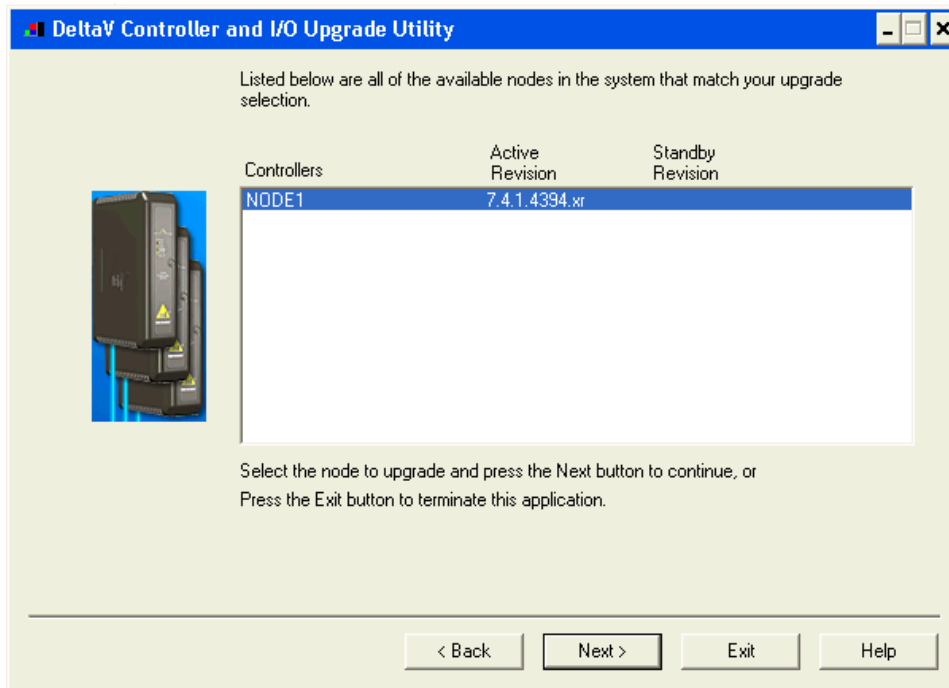 DeltaV Controller and I/O Upgrade Utility
Listed below are all of the available nodes in the system that match your upgrade
selection.
Controllers
Active
Revision
Standby
Revision
NODE1 7.4.1.4394.xr
Select the node to upgrade and press the Next button to continue, or
Press the Exit button to terminate this application.
< Back Next > Exit Help